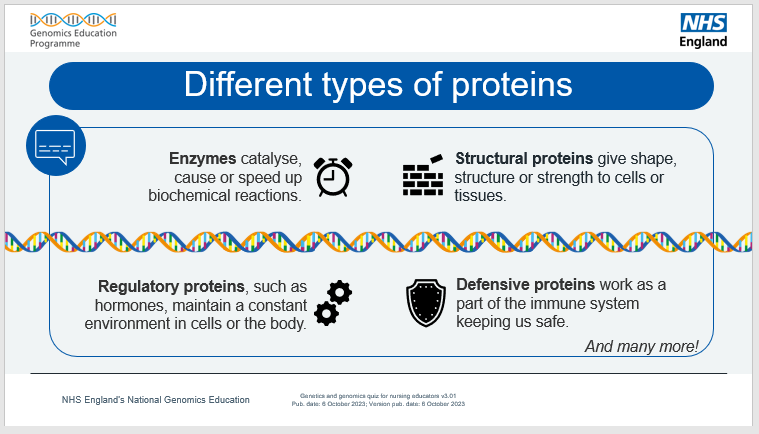 Genomics Education
Programme
NHS
England
Different types of proteins
Enzymes catalyse,
cause or speed up
biochemical reactions.
Structural proteins give shape,
structure or strength to cells or
tissues.
Regulatory proteins, such as
hormones, maintain a constant
environment in cells or the body.
Defensive proteins work as a
part of the immune system
keeping us safe.
And many more!
NHS England's National Genomics Education
Genetics and genomics quiz for nursing educators v3.01
Pub. date: 6 October 2023; Version pub. date: 6 October 2023